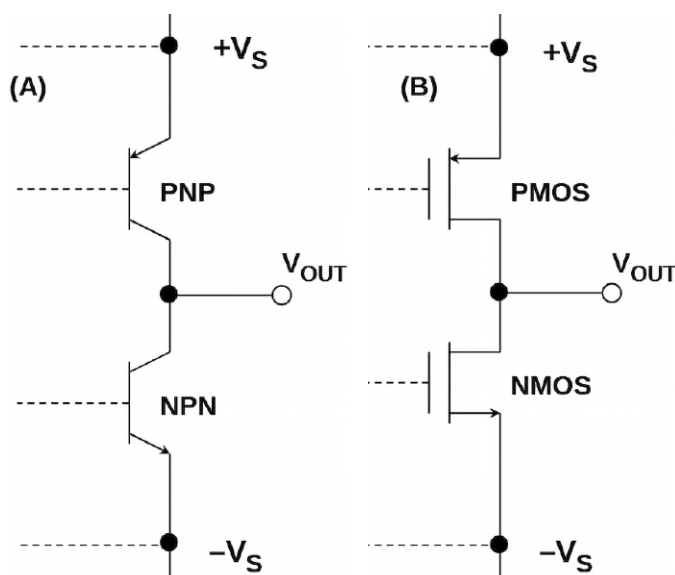 (A)
+VS
PNP
VOUT
NPN
–VS
(B)
+VS
PMOS
VOUT
NMOS
–VS